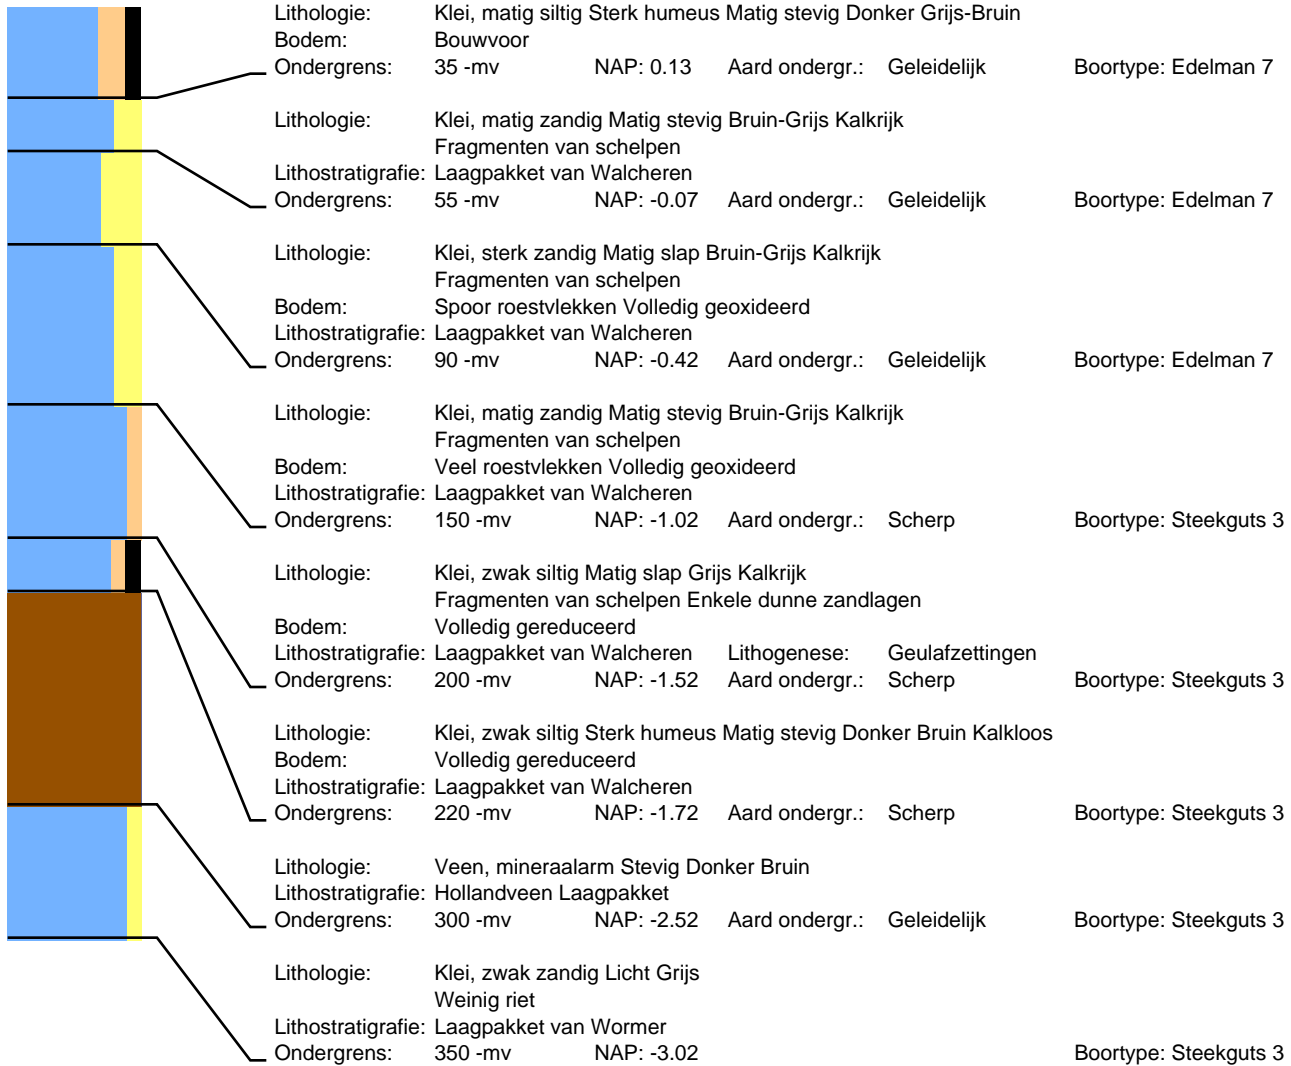 Lithologie: Klei, matig siltig Sterk humeus Matig stevig Donker Grijs-Bruin
Bodem: Bouwvoor
Ondergrens: 35 -mv NAP: 0.13 Aard ondergr.: Geleidelijk Boortype: Edelman 7
Lithologie: Klei, matig zandig Matig stevig Bruin-Grijs Kalkrijk
Fragmenten van schelpen
Lithostratigrafie: Laagpakket van Walcheren
Ondergrens: 55 -mv NAP: -0.07 Aard ondergr.: Geleidelijk Boortype: Edelman 7
Lithologie: Klei, sterk zandig Matig slap Bruin-Grijs Kalkrijk
Fragmenten van schelpen
Bodem: Spoor roestvlekken Volledig geoxideerd
Lithostratigrafie: Laagpakket van Walcheren
Ondergrens: 90 -mv NAP: -0.42 Aard ondergr.: Geleidelijk Boortype: Edelman 7
Lithologie: Klei, matig zandig Matig stevig Bruin-Grijs Kalkrijk
Fragmenten van schelpen
Bodem: Veel roestvlekken Volledig geoxideerd
Lithostratigrafie: Laagpakket van Walcheren
Ondergrens: 150 -mv NAP: -1.02 Aard ondergr.: Scherp Boortype: Steekguts 3
Lithologie: Klei, zwak siltig Matig slap Grijs Kalkrijk
Fragmenten van schelpen Enkele dunne zandlagen
Bodem: Volledig gereduceerd
Lithostratigrafie: Laagpakket van Walcheren Lithogenese: Geulafzettingen
Ondergrens: 200 -mv NAP: -1.52 Aard ondergr.: Scherp Boortype: Steekguts 3
Lithologie: Klei, zwak siltig Sterk humeus Matig stevig Donker Bruin Kalkloos
Bodem: Volledig gereduceerd
Lithostratigrafie: Laagpakket van Walcheren
Ondergrens: 220 -mv NAP: -1.72 Aard ondergr.: Scherp Boortype: Steekguts 3
Lithologie: Veen, mineraalarm Stevig Donker Bruin
Lithostratigrafie: Hollandveen Laagpakket
Ondergrens: 300 -mv NAP: -2.52 Aard ondergr.: Geleidelijk Boortype: Steekguts 3
Lithologie: Klei, zwak zandig Licht Grijs
Weinig riet
Lithostratigrafie: Laagpakket van Wormer
Ondergrens: 350 -mv NAP: -3.02 Boortype: Steekguts 3